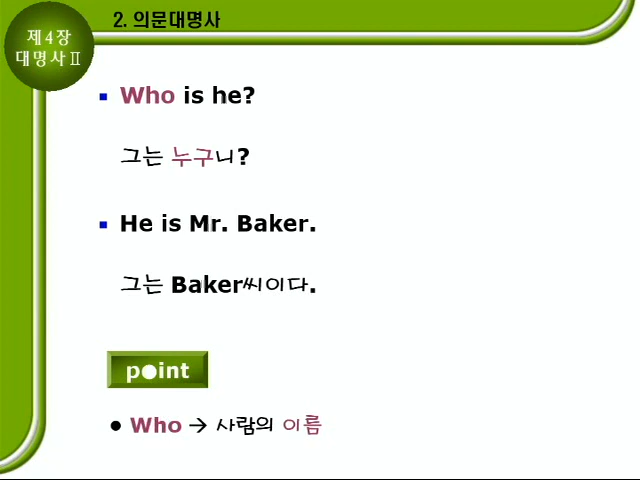 제4장
대명사Ⅱ
2. 의문대명사
Who is he?
그는 누구니?
He is Mr. Baker.
그는 Baker씨이다.
point
● Who → 사람의 이름